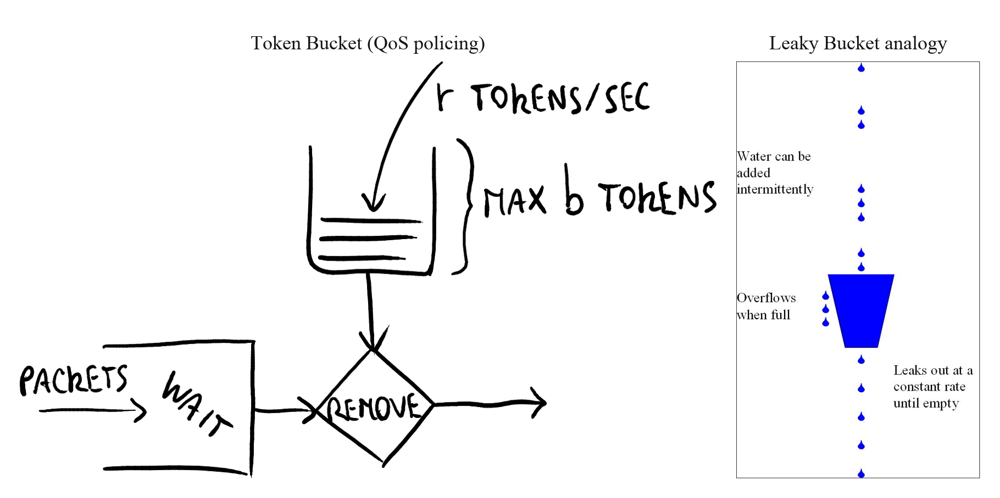 Token Bucket (QoS policing)
r TOKENS/SEC
MAX b TOKENS
PACKETS
WAIT
REMOVE
Leaky Bucket analogy
Water can be
added
intermittently
Overflows
when full
Leaks out at a
constant rate
until empty